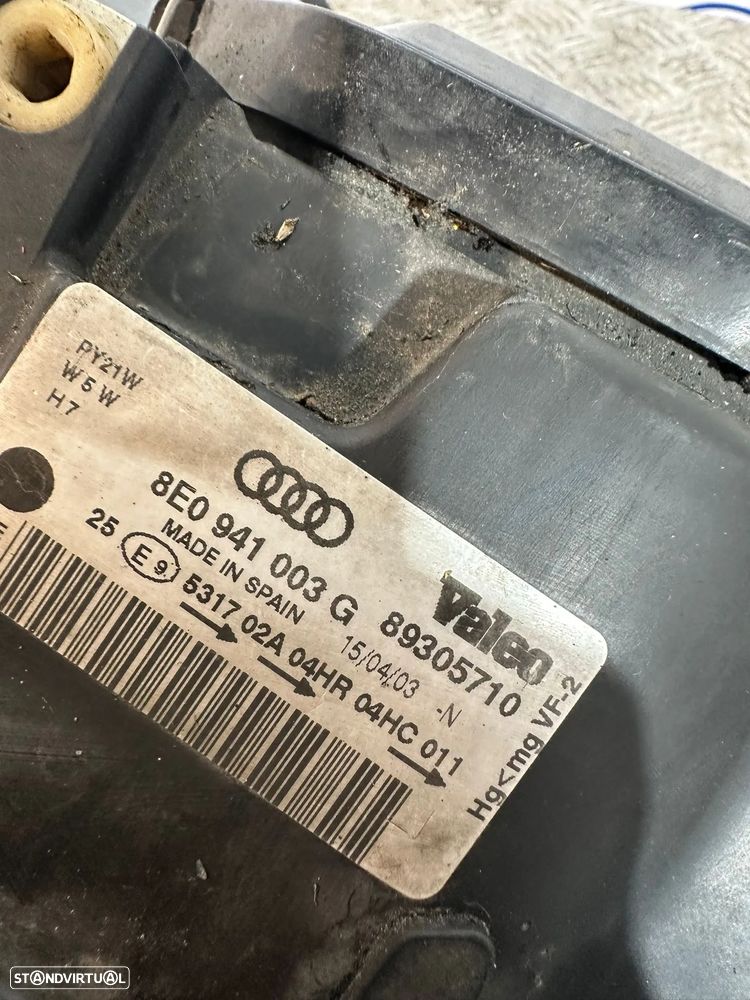 PY21W
W5W
H7
8E0 941 003 G
Valeo
MADE IN SPAIN
15/04/03 -N
89305710
25 E9 5317 02A 04HR 04HC 011
Hg<mg VF-2
E
STANDVIRTUAL